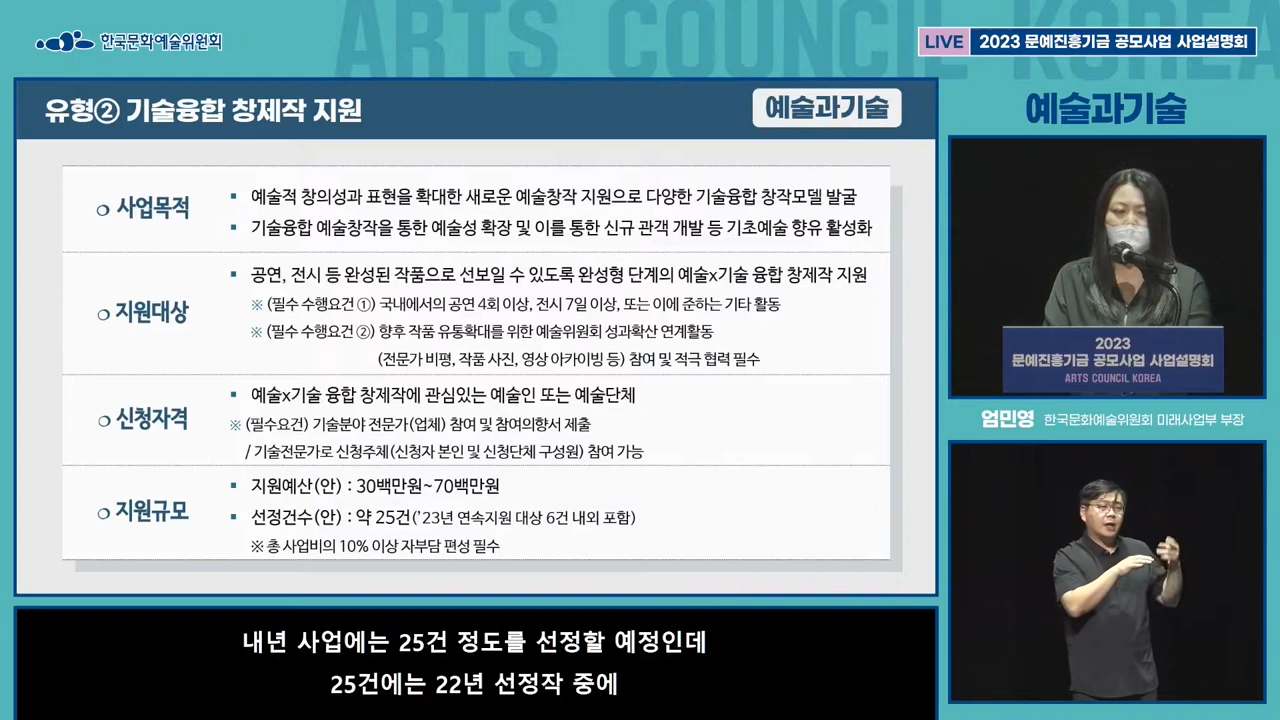 ARTS COUNCIL KOREA
한국문화예술위원회
LIVE 2023 문예진흥기금 공모사업 사업설명회
유형② 기술융합 창제작 지원
예술과기술
사업목적
▪ 예술적 창의성과 표현을 확대한 새로운 예술창작 지원으로 다양한 기술융합 창작모델 발굴
▪ 기술융합 예술창작을 통한 예술성 확장 및 이를 통한 신규 관객 개발 등 기초예술 향유 활성화
지원대상
▪ 공연, 전시 등 완성된 작품으로 선보일 수 있도록 완성형 단계의 예술x기술 융합 창제작 지원
※ (필수 수행요건 ①) 국내에서의 공연 4회 이상, 전시 7일 이상, 또는 이에 준하는 기타 활동
※ (필수 수행요건 ②) 향후 작품 유통확대를 위한 예술위원회 성과확산 연계활동
(전문가 비평, 작품 사진, 영상 아카이빙 등) 참여 및 적극 협력 필수
신청자격
▪ 예술x기술 융합 창제작에 관심있는 예술인 또는 예술단체
※ (필수요건) 기술분야 전문가(업체) 참여 및 참여의향서 제출
/ 기술전문가로 신청주체(신청자 본인 및 신청단체 구성원) 참여 가능
지원규모
▪ 지원예산(안) : 30백만원~70백만원
▪ 선정건수(안) : 약 25건('23년 연속지원 대상 6건 내외 포함)
※ 총 사업비의 10% 이상 자부담 편성 필수
예술과기술
2023
문예진흥기금 공모사업 사업설명회
ARTS COUNCIL KOREA
엄민영 한국문화예술위원회 미래사업부 부장
내년 사업에는 25건 정도를 선정할 예정인데
25건에는 22년 선정작 중에